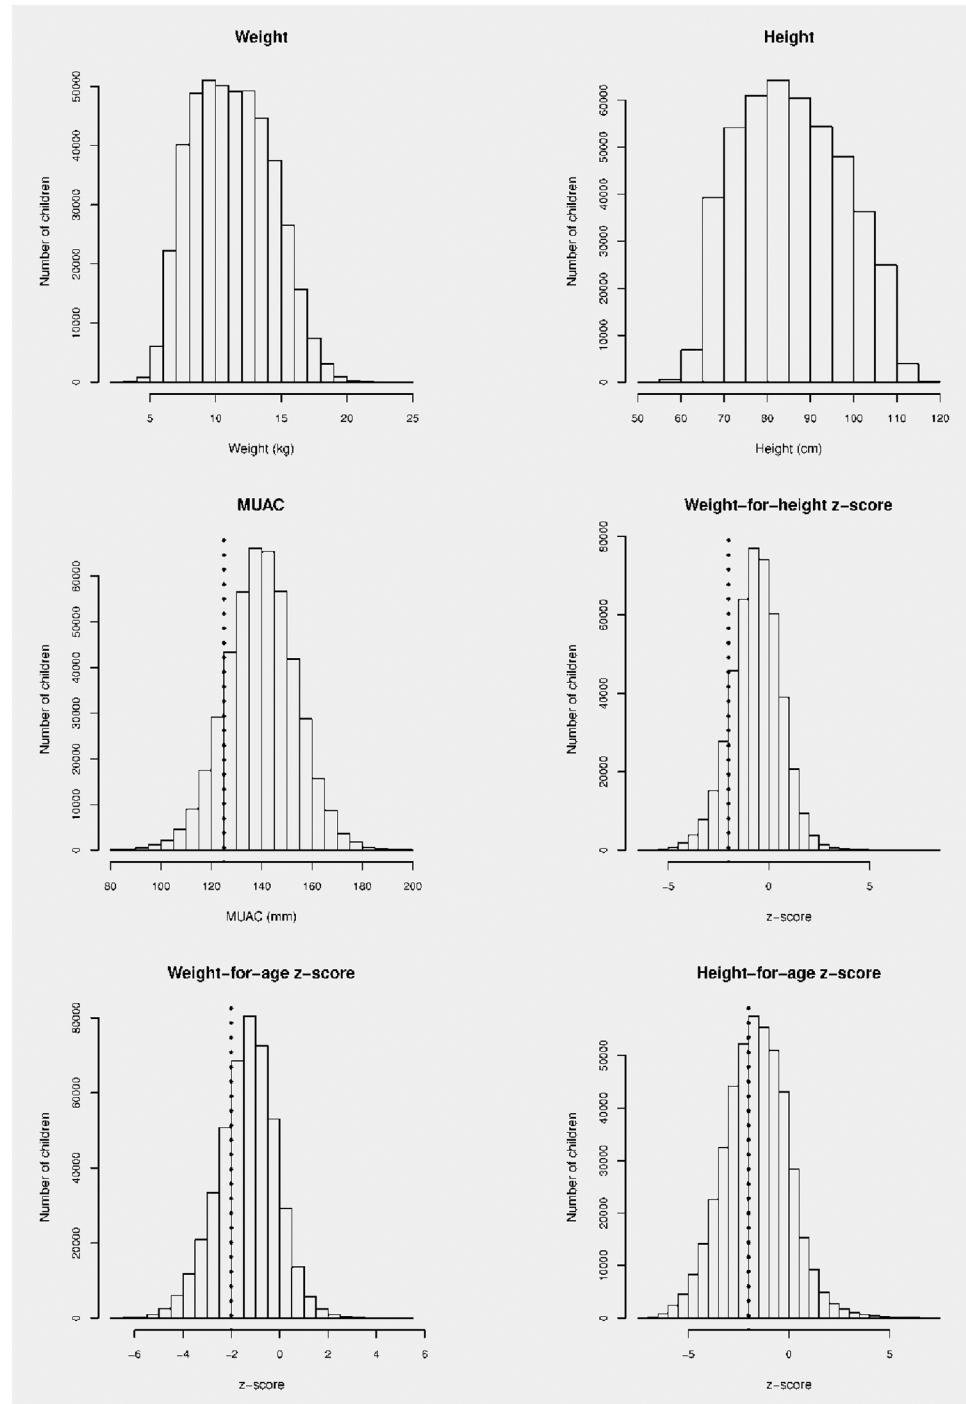 Weight
Number of children
0 10000 20000 30000 40000 50000
5 10 15 20 25
Weight (kg)
Height
Number of children
0 10000 20000 30000 40000 50000 60000
50 60 70 80 90 100 110 120
Height (cm)
MUAC
Number of children
0 10000 20000 30000 40000 50000 60000
80 100 120 140 160 180 200
MUAC (mm)
Weight–for–height z–score
Number of children
0 20000 40000 60000 80000
–5 0 5
z–score
Weight–for–age z–score
Number of children
0 20000 40000 60000 80000
–6 –4 –2 0 2 4 6
z–score
Height–for–age z–score
Number of children
0 10000 20000 30000 40000 50000
–5 0 5
z–score